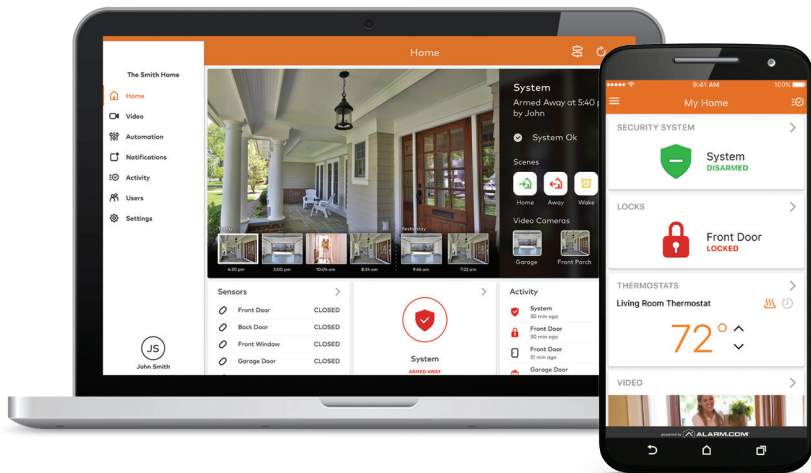 Home
The Smith Home
Home
Video
Automation
Notifications
Activity
Users
Settings
JS
John Smith
Today
Yesterday
4:20 pm
3:00 pm
10:04 am
8:34 am
9:46 am
7:22 am
System
Armed Away at 5:40 p
by John
System Ok
Scenes
Home
Away
Wake
Video Cameras
Garage
Front Porch
Sensors
Front Door CLOSED
Back Door CLOSED
Front Window CLOSED
Garage Door CLOSED
System
ARMED AWAY
Activity
System
30 min ago
Front Door
30 min ago
Front Door
31 min ago
Garage Door
9:41 AM 100%
My Home
SECURITY SYSTEM
System
DISARMED
LOCKS
Front Door
LOCKED
THERMOSTATS
Living Room Thermostat
72°
VIDEO
powered by ALARM.COM